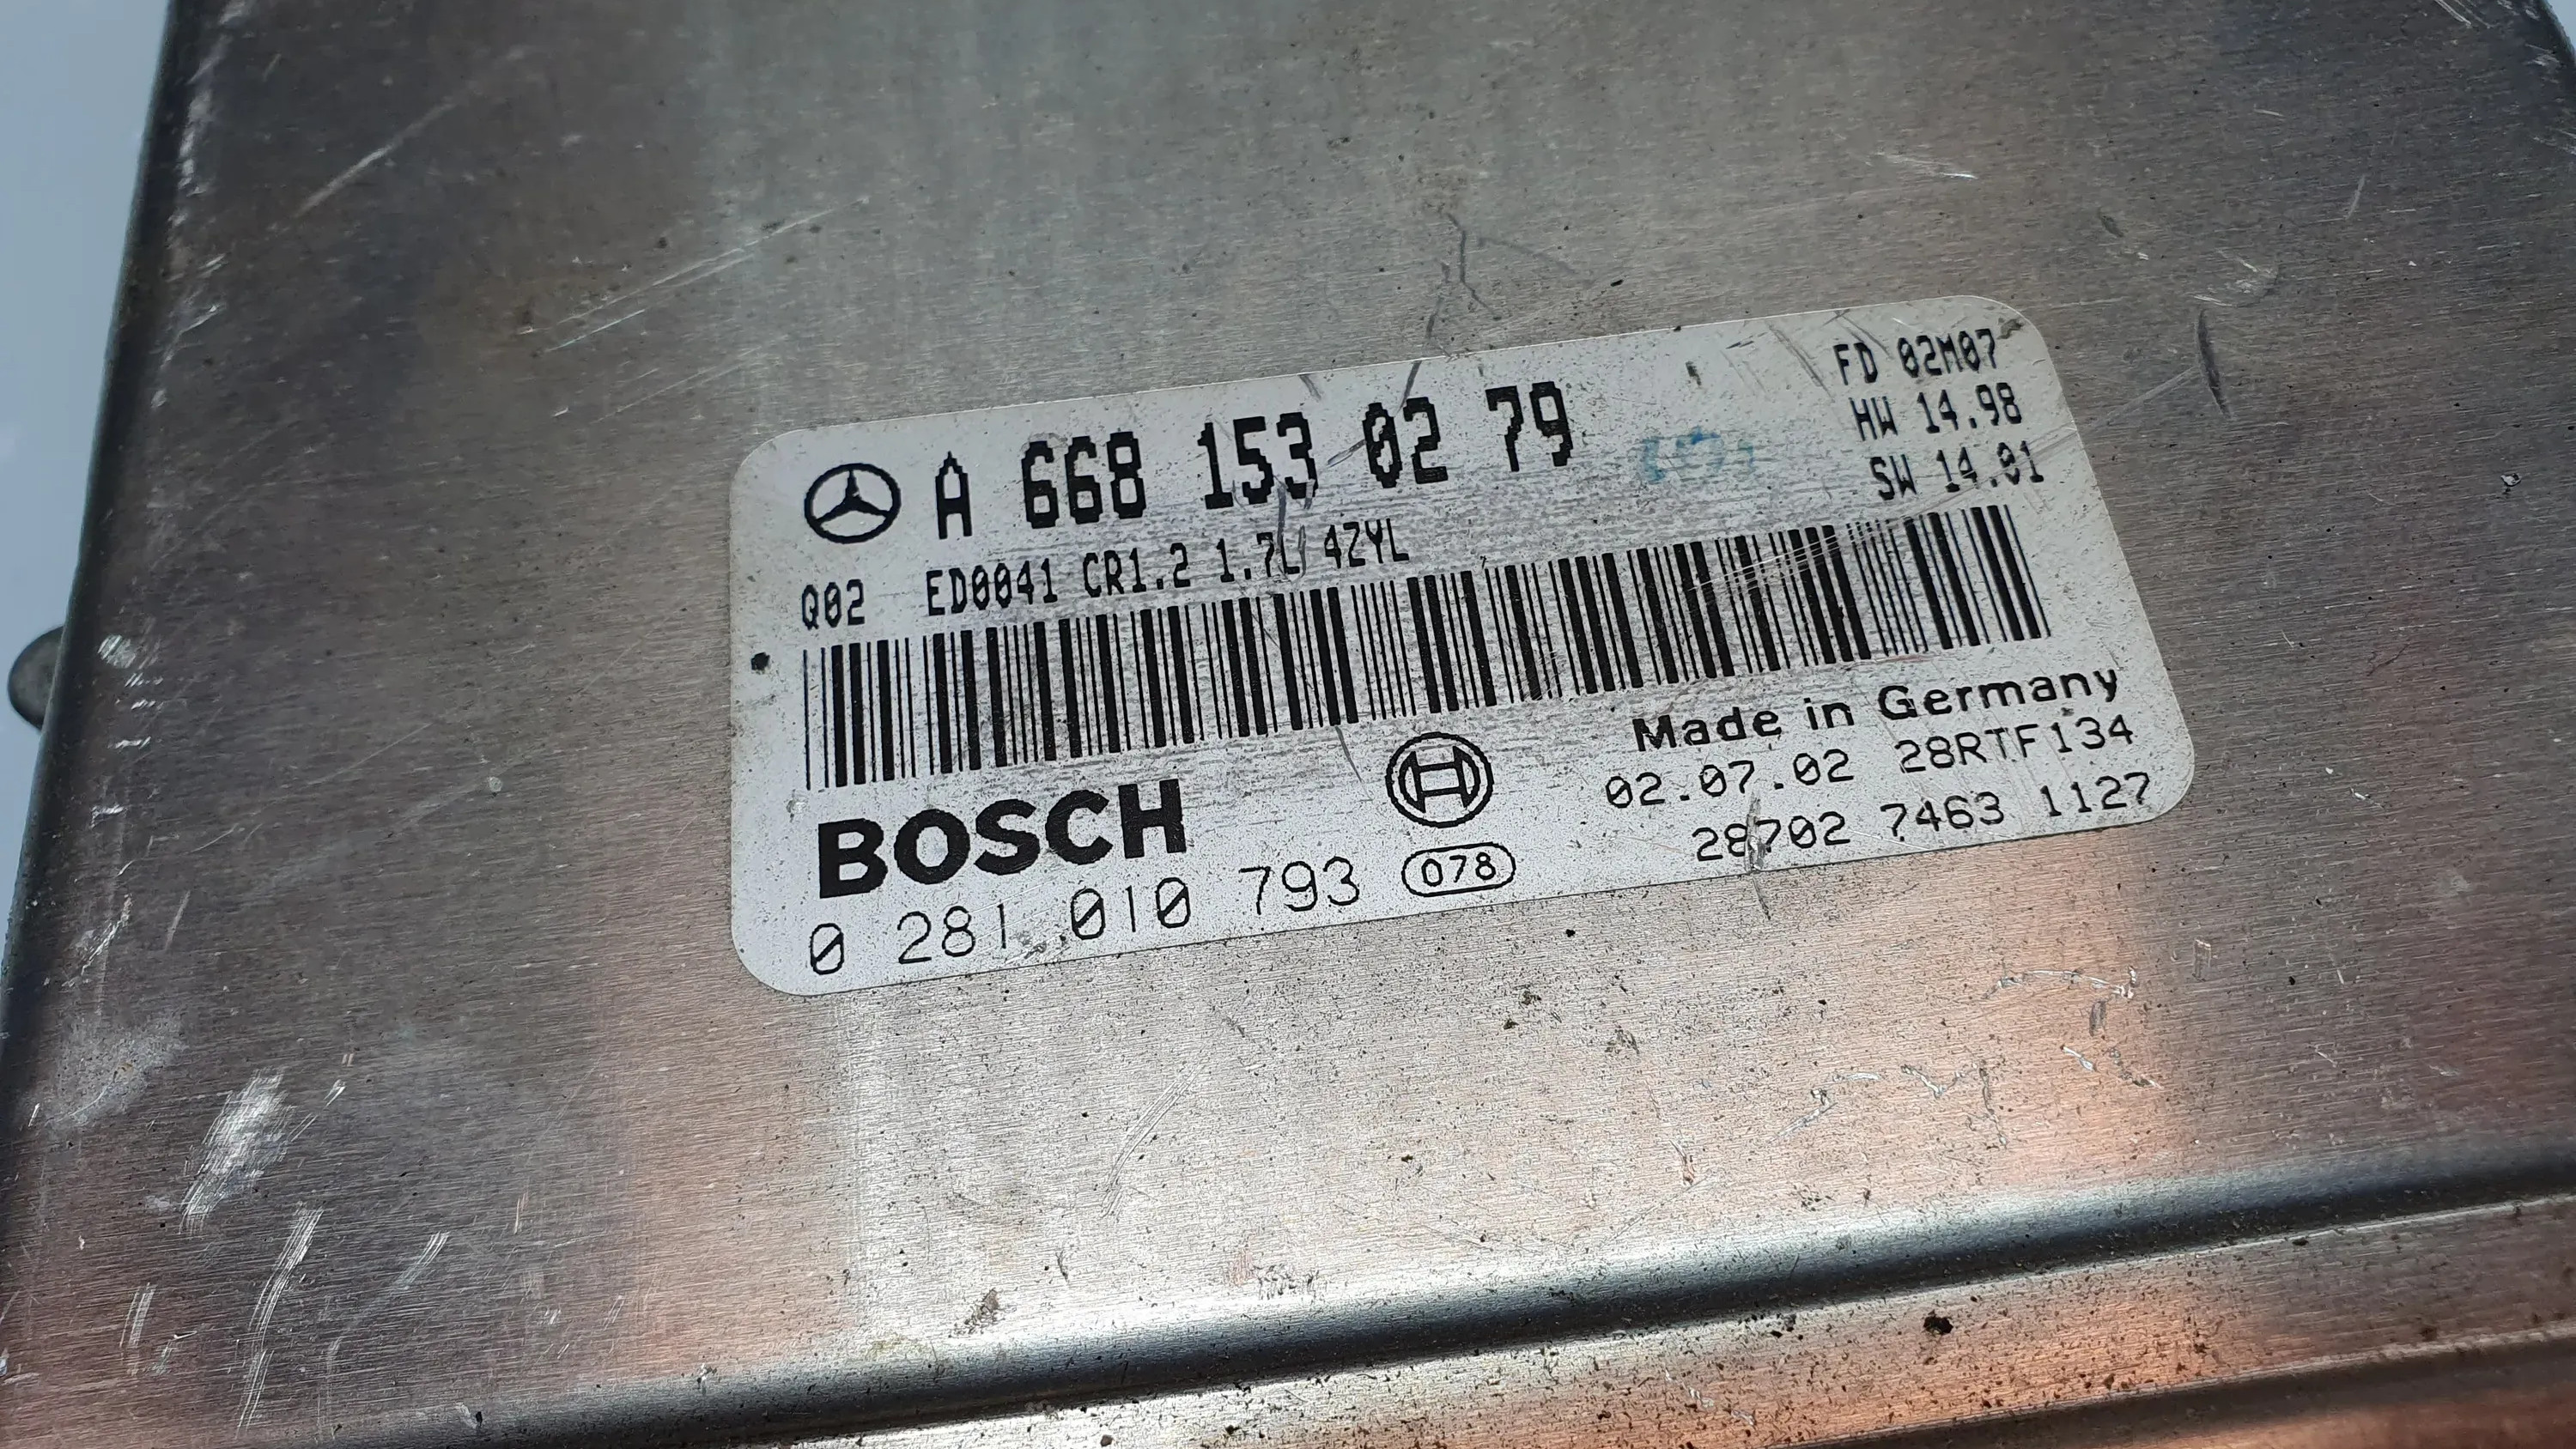 A 668 153 02 79
FD 02M07
HW 14.98
SW 14.01
Q02 ED0041 CR1.2 1.7L 4ZYL
Made in Germany
BOSCH
02.07.02 28RTF134
0 281 010 793 078
28702 7463 1127